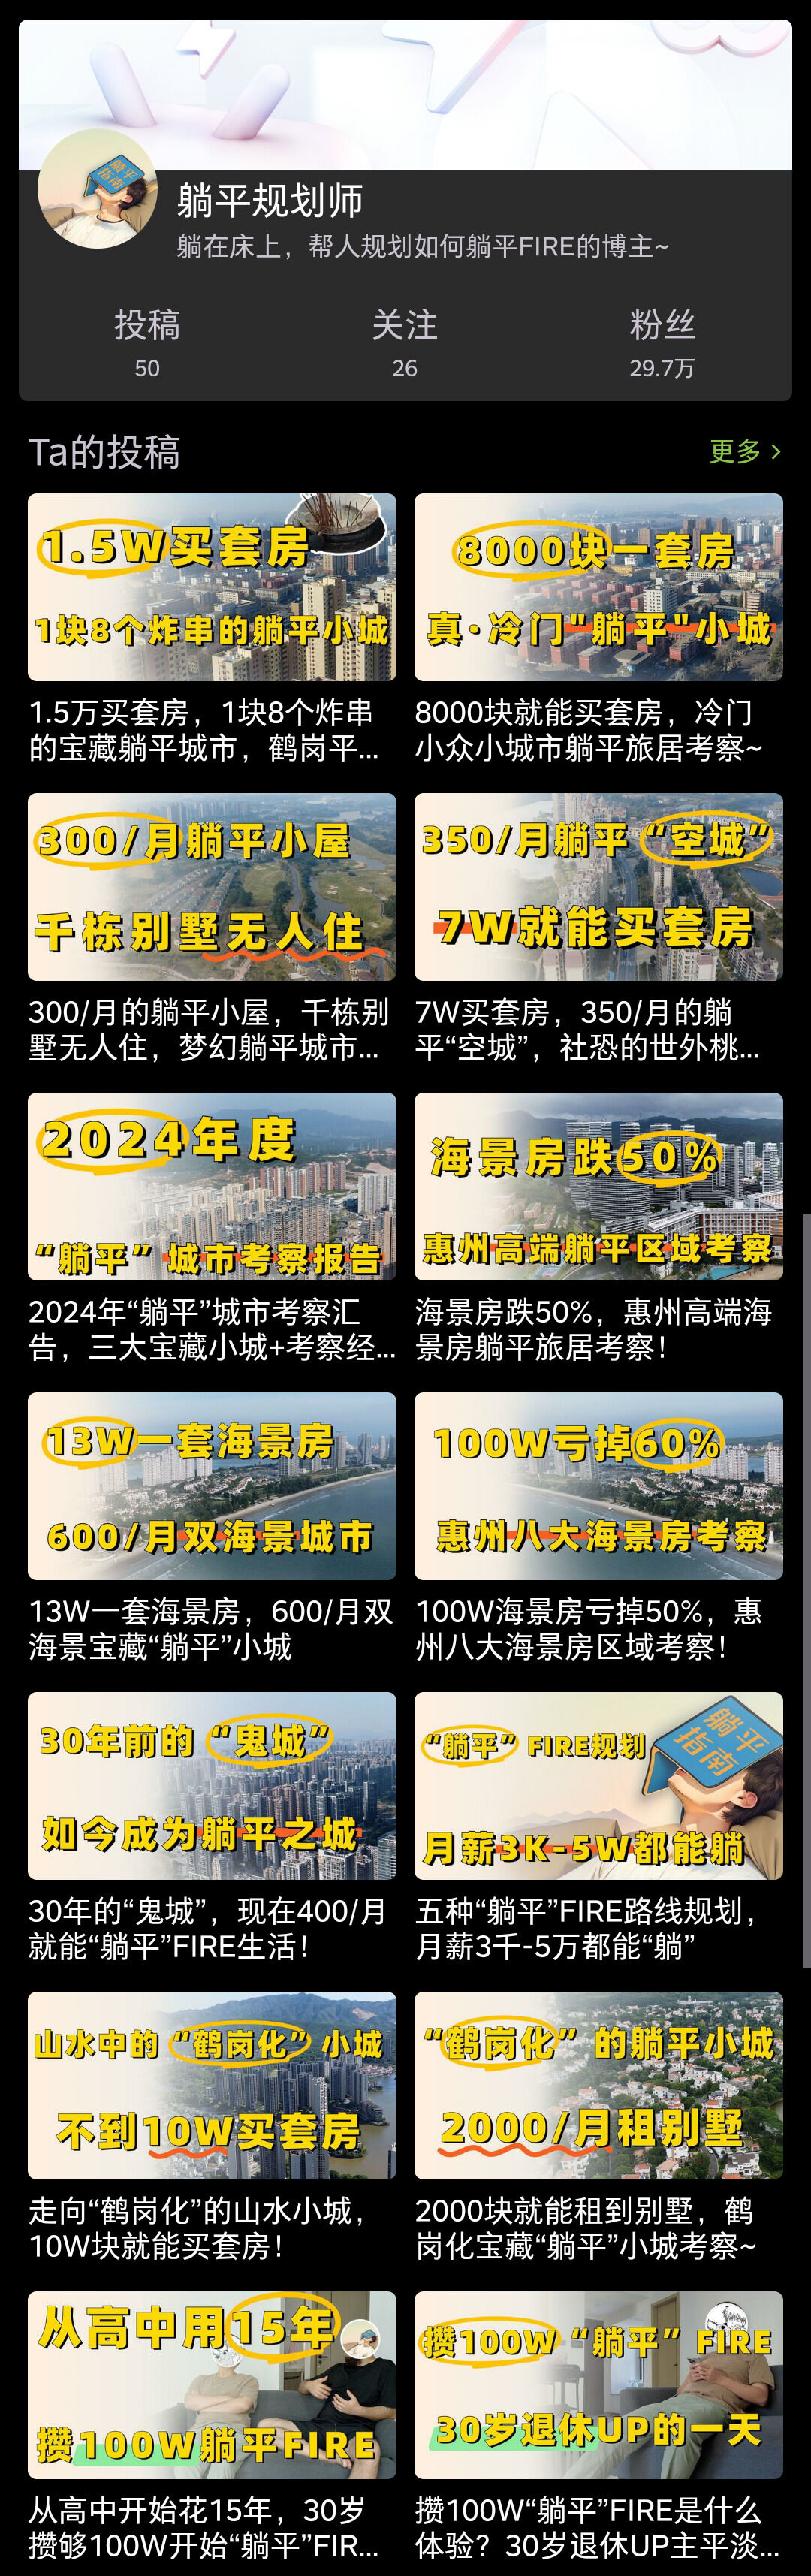 躺平指南
躺平规划师
躺在床上，帮人规划如何躺平FIRE的博主~
投稿
关注
粉丝
50
26
29.7万
Ta的投稿
更多 >
1.5W买套房
1块8个炸串的躺平小城
1.5万买套房，1块8个炸串
的宝藏躺平城市，鹤岗平...
8000块一套房
真·冷门"躺平"小城
8000块就能买套房，冷门
小众小城市躺平旅居考察~
300/月躺平小屋
千栋别墅无人住
300/月的躺平小屋，千栋别
墅无人住，梦幻躺平城市...
350/月躺平“空城”
7W就能买套房
7W买套房，350/月的躺
平“空城”，社恐的世外桃...
2024年度
“躺平”城市考察报告
2024年“躺平”城市考察汇
告，三大宝藏小城+考察经...
海景房跌50%
惠州高端躺平区域考察
海景房跌50%，惠州高端海
景房躺平旅居考察！
13W一套海景房
600/月双海景城市
13W一套海景房，600/月双
海景宝藏“躺平”小城
100W亏掉60%
惠州八大海景房考察
100W海景房亏掉50%，惠
州八大海景房区域考察！
30年前的“鬼城”
如今成为躺平之城
30年的“鬼城”，现在400/月
就能“躺平”FIRE生活！
“躺平”FIRE规划
躺平
指南
月薪3K-5W都能躺
五种“躺平”FIRE路线规划，
月薪3千-5万都能“躺”
山水中的“鹤岗化”小城
不到10W买套房
走向“鹤岗化”的山水小城，
10W块就能买套房！
“鹤岗化”的躺平小城
2000/月租别墅
2000块就能租到别墅，鹤
岗化宝藏“躺平”小城考察~
从高中用15年
攒100W躺平FIRE
从高中开始花15年，30岁
攒够100W开始“躺平”FIR...
攒100W“躺平”FIRE
30岁退休UP的一天
攒100W“躺平”FIRE是什么
体验？30岁退休UP主平淡...